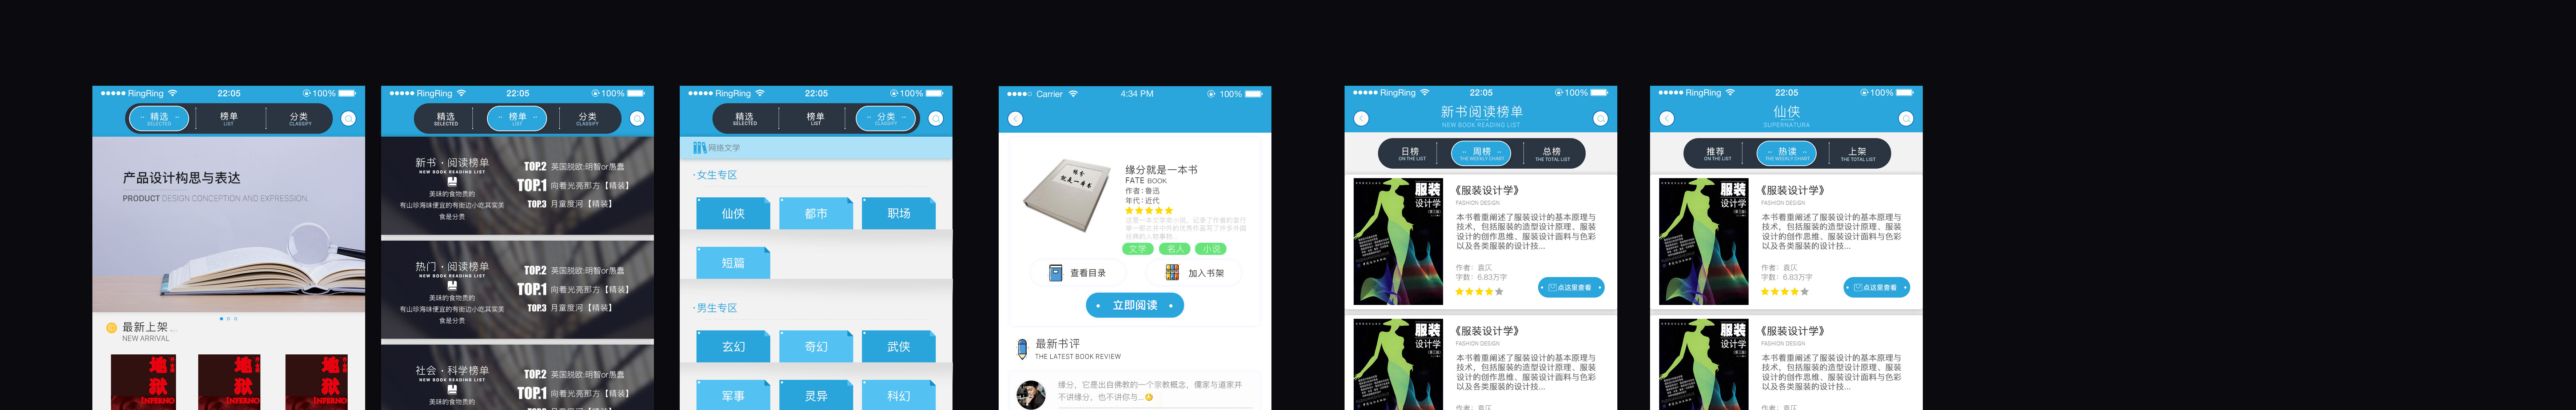 RingRing 22:05 100%
精选 榜单 分类
SELECTED LIST CLASSIFY
产品设计构思与表达
PRODUCT DESIGN CONCEPTION AND EXPRESSION.
最新上架...
NEW ARRIVAL
地狱 地狱 地狱
INFERNO INFERNO INFERNO
RingRing 22:05 100%
精选 榜单 分类
SELECTED LIST CLASSIFY
新书·阅读榜单
NEW BOOK READING LIST
美味的食物贵的
有山珍海味便宜的有街边小吃其实美
食是分贵
TOP.2 英国脱欧:明智or愚蠢
TOP.1 向着光亮那方【精装】
TOP.3 月童度河【精装】
热门·阅读榜单
NEW BOOK READING LIST
美味的食物贵的
有山珍海味便宜的有街边小吃其实美
食是分贵
TOP.2 英国脱欧:明智or愚蠢
TOP.1 向着光亮那方【精装】
TOP.3 月童度河【精装】
社会·科学榜单
NEW BOOK READING LIST
美味的食物贵的
TOP.2 英国脱欧:明智or愚蠢
TOP.1 向着光亮那方【精装】
RingRing 22:05 100%
精选 榜单 分类
SELECTED LIST CLASSIFY
网络文学
·女生专区
仙侠 都市 职场
短篇
·男生专区
玄幻 奇幻 武侠
军事 灵异 科幻
Carrier 4:34 PM 100%
缘分
就是一本书
缘分就是一本书
FATE BOOK
作者:鲁迅
年代:近代
文学 名人 小说
查看目录 加入书架
立即阅读
最新书评
THE LATEST BOOK REVIEW
缘分，它是出自佛教的一个宗教概念，儒家与道家并
不讲缘分，也不讲你与...
RingRing 22:05 100%
新书阅读榜单
NEW BOOK READING LIST
日榜 周榜 总榜
ON THE LIST THE WEEKLY CHART THE TOTAL LIST
服装
设计学
《服装设计学》
FASHION DESIGN
本书着重阐述了服装设计的基本原理与
技术，包括服装的造型设计原理、服装
设计的创作思维、服装设计面料与色彩
以及各类服装的设计技...
作者：袁仄
字数：6.83万字
点这里查看
服装
设计学
《服装设计学》
FASHION DESIGN
本书着重阐述了服装设计的基本原理与
技术，包括服装的造型设计原理、服装
设计的创作思维、服装设计面料与色彩
以及各类服装的设计技...
作者：袁仄
RingRing 22:05 100%
仙侠
SUPERNATURA
推荐 热读 上架
ON THE LIST THE WEEKLY CHART THE TOTAL LIST
服装
设计学
《服装设计学》
FASHION DESIGN
本书着重阐述了服装设计的基本原理与
技术，包括服装的造型设计原理、服装
设计的创作思维、服装设计面料与色彩
以及各类服装的设计技...
作者：袁仄
字数：6.83万字
点这里查看
服装
设计学
《服装设计学》
FASHION DESIGN
本书着重阐述了服装设计的基本原理与
技术，包括服装的造型设计原理、服装
设计的创作思维、服装设计面料与色彩
以及各类服装的设计技...
作者：袁仄